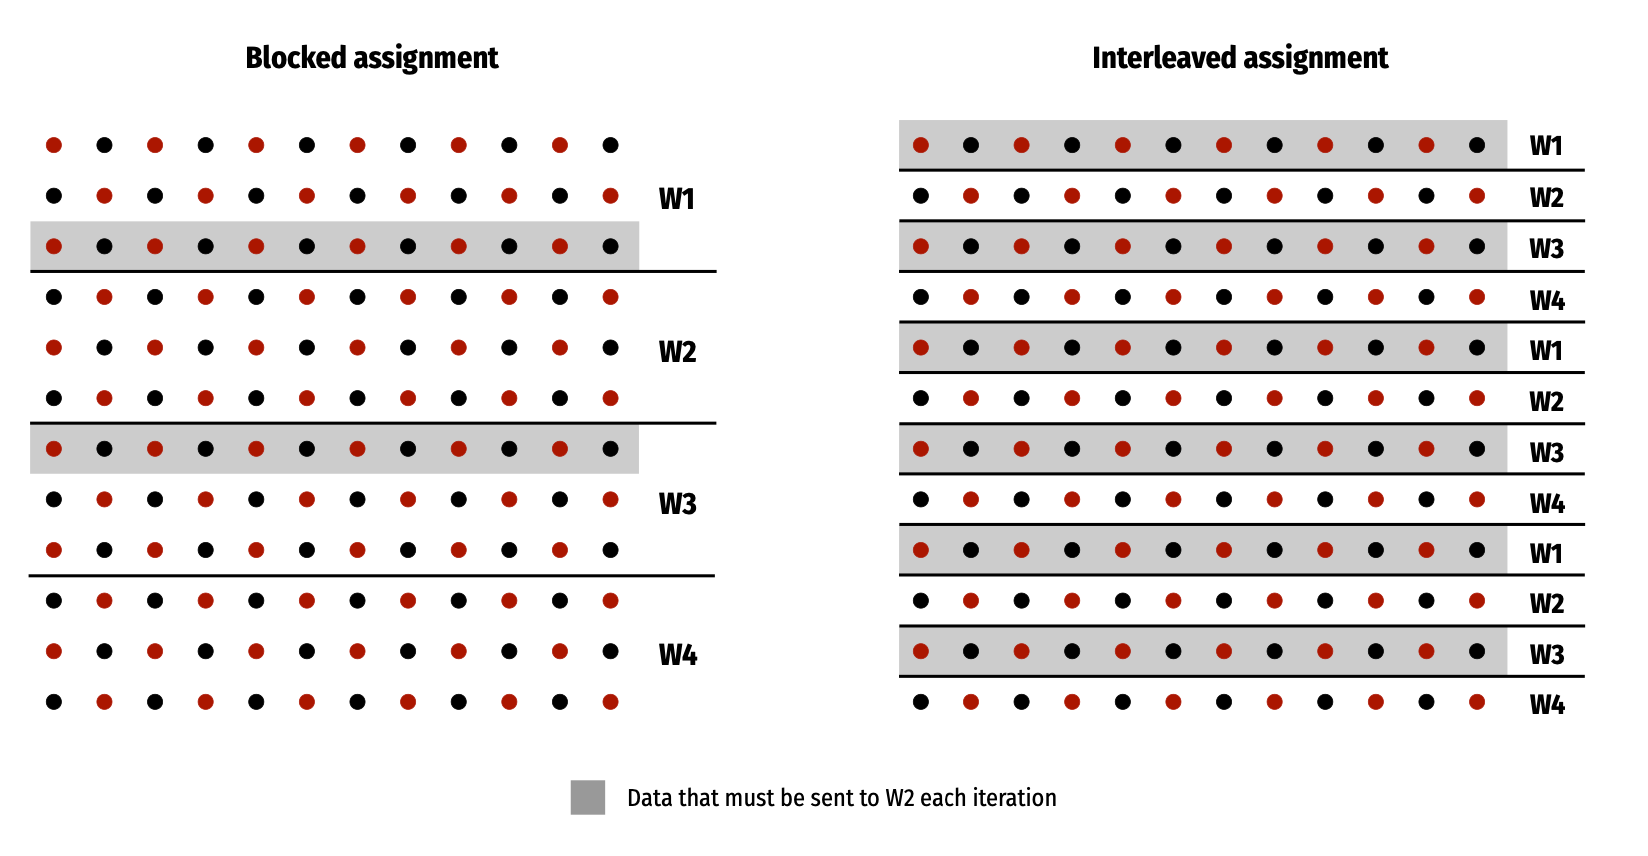 Blocked assignment
Interleaved assignment
W1
W2
W3
W4
W1
W2
W3
W4
W1
W2
W3
W4
W1
W2
W3
W4
Data that must be sent to W2 each iteration